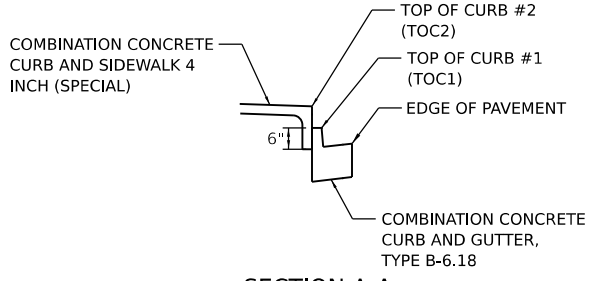 TOP OF CURB #2
(TOC2)
COMBINATION CONCRETE
CURB AND SIDEWALK 4
INCH (SPECIAL)
TOP OF CURB #1
(TOC1)
EDGE OF PAVEMENT
6"
COMBINATION CONCRETE
CURB AND GUTTER,
TYPE B-6.18
SECTION A-A